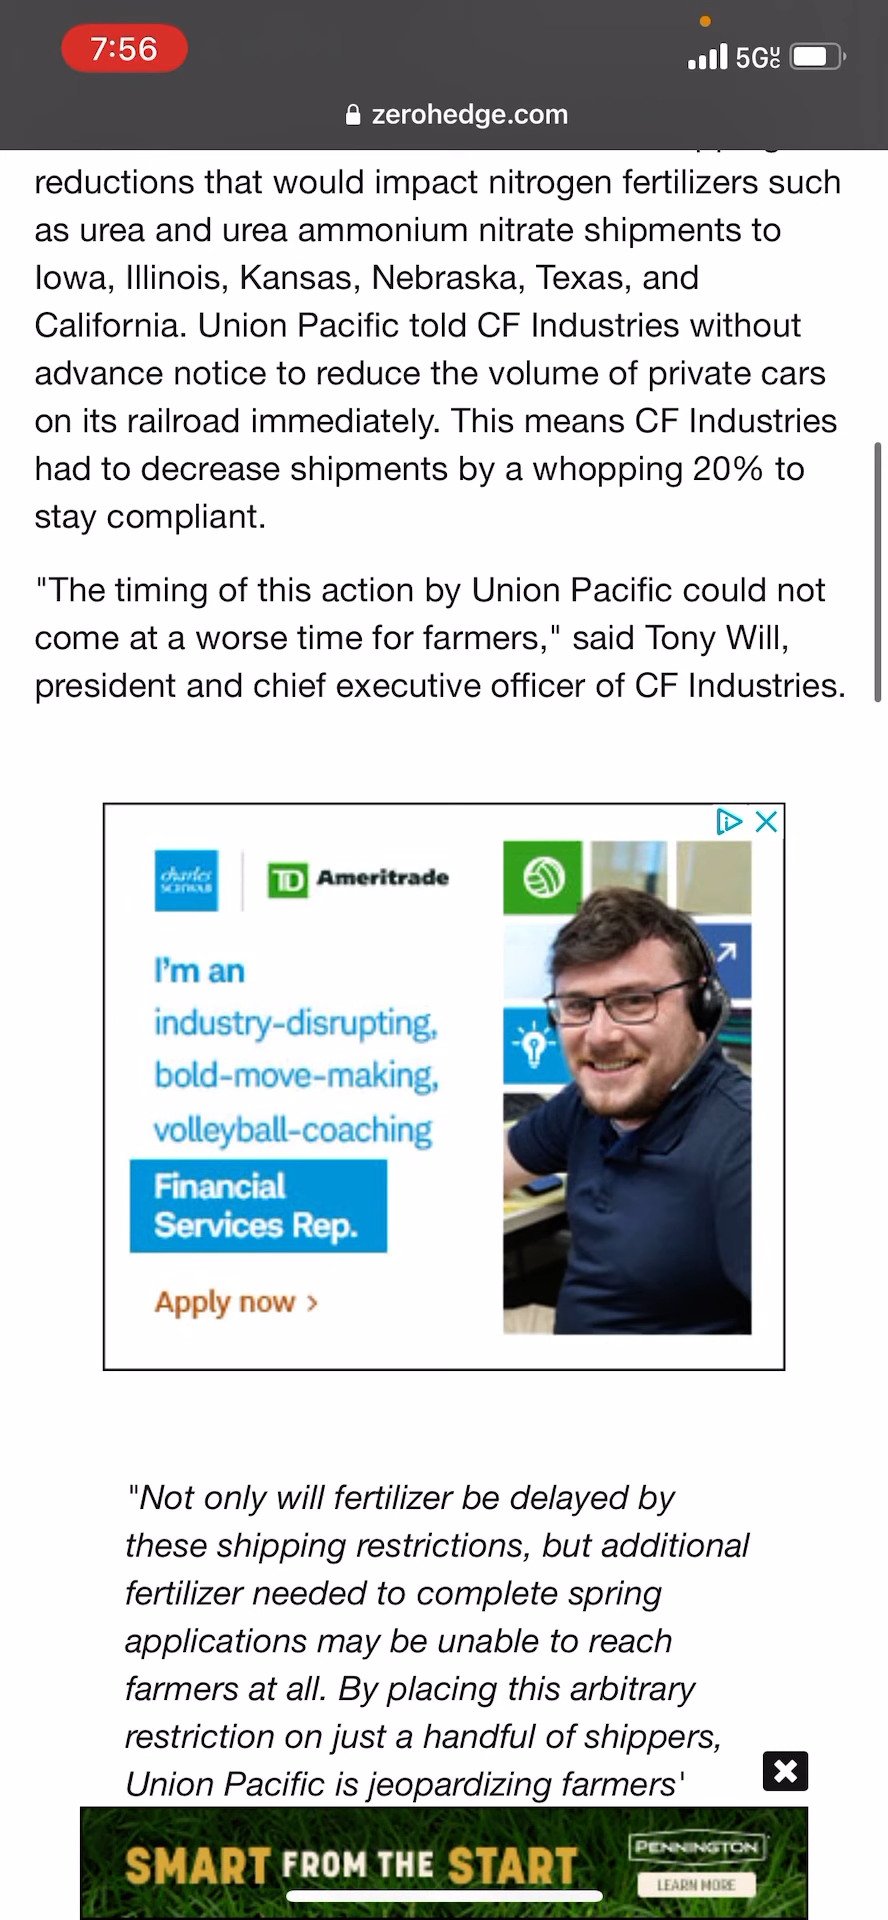 7:56
5G UC
zerohedge.com
reductions that would impact nitrogen fertilizers such
as urea and urea ammonium nitrate shipments to
Iowa, Illinois, Kansas, Nebraska, Texas, and
California. Union Pacific told CF Industries without
advance notice to reduce the volume of private cars
on its railroad immediately. This means CF Industries
had to decrease shipments by a whopping 20% to
stay compliant.
"The timing of this action by Union Pacific could not
come at a worse time for farmers," said Tony Will,
president and chief executive officer of CF Industries.
charles
SCHWAB
TD Ameritrade
I'm an
industry-disrupting,
bold-move-making,
volleyball-coaching
Financial
Services Rep.
Apply now >
"Not only will fertilizer be delayed by
these shipping restrictions, but additional
fertilizer needed to complete spring
applications may be unable to reach
farmers at all. By placing this arbitrary
restriction on just a handful of shippers,
Union Pacific is jeopardizing farmers'
SMART FROM THE START
PENNINGTON
LEARN MORE